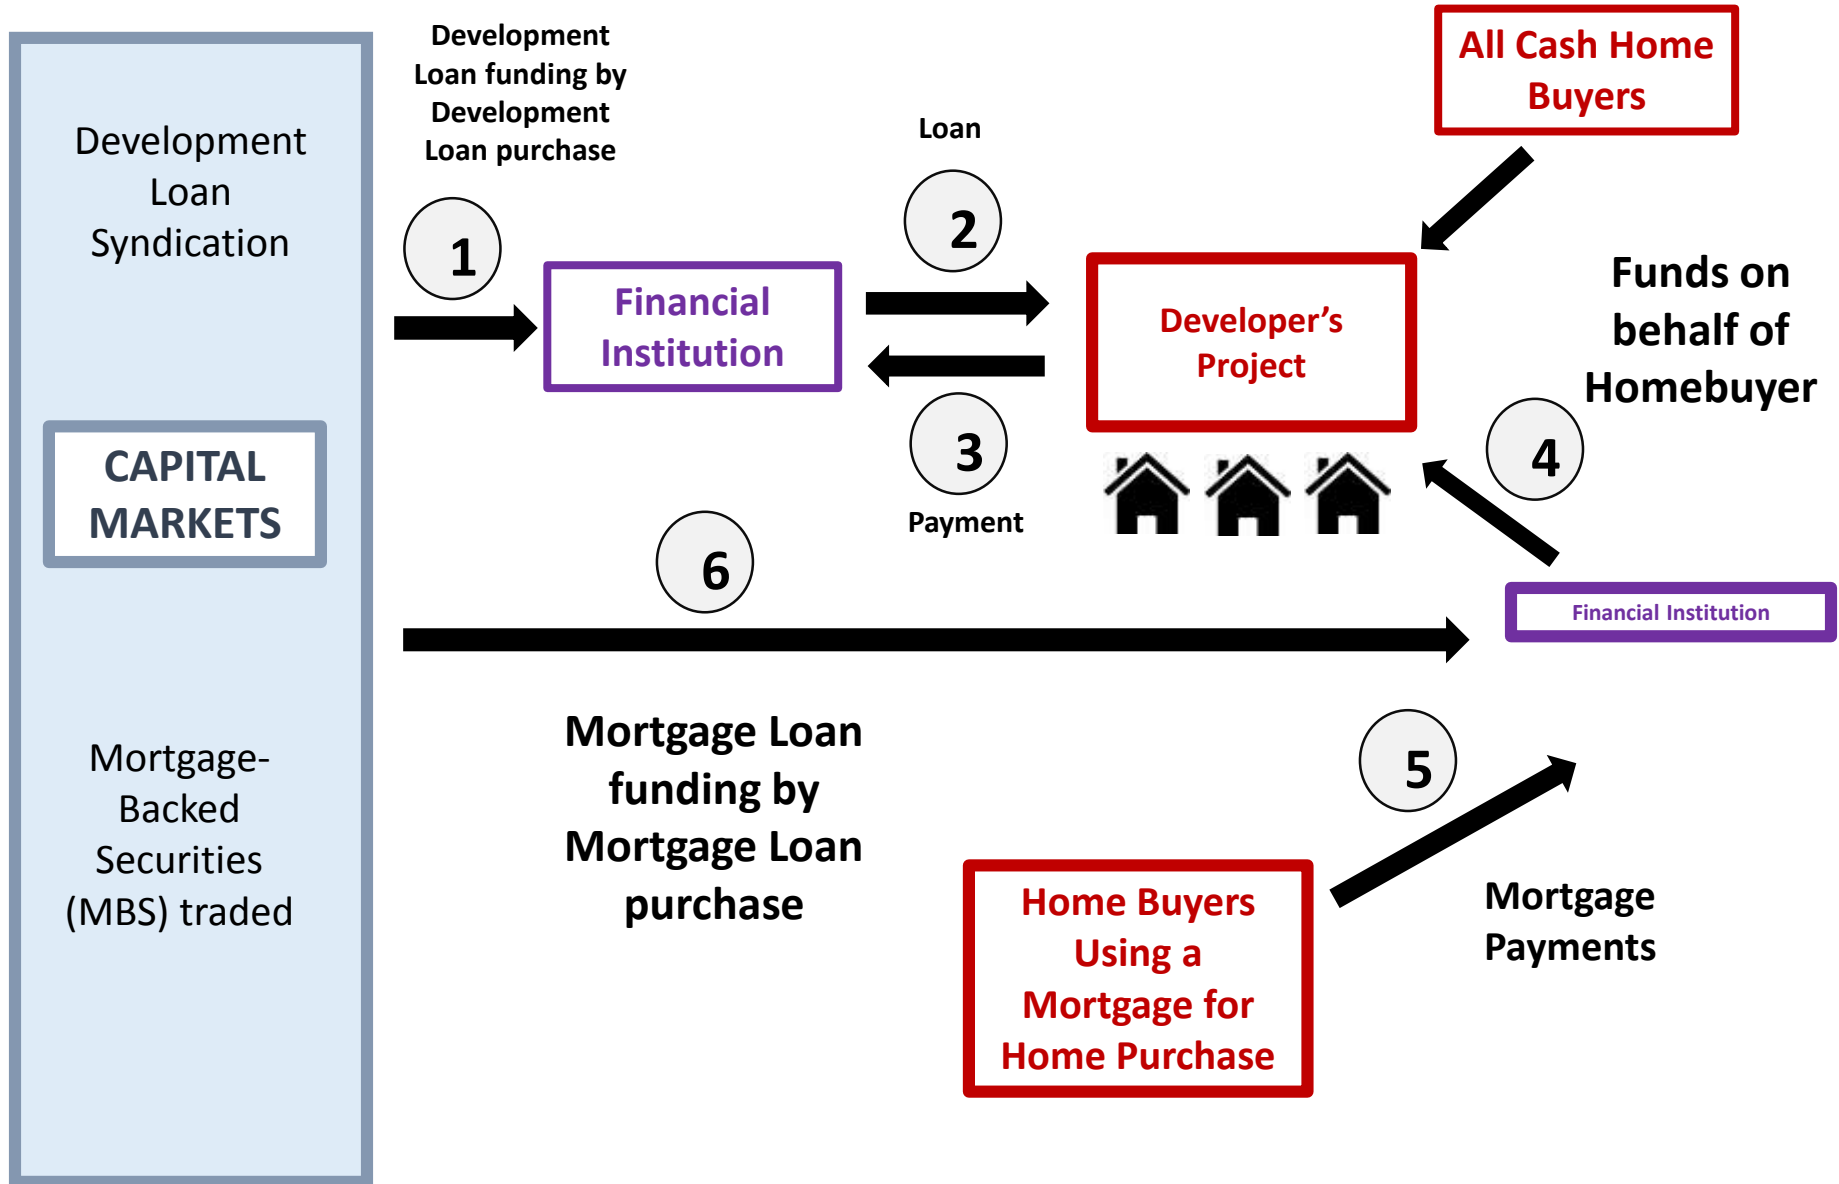 Development
Loan
Syndication
CAPITAL
MARKETS
Mortgage-
Backed
Securities
(MBS) traded
Development
Loan funding by
Development
Loan purchase
1
Financial
Institution
Loan
2
3
Payment
All Cash Home
Buyers
Developer’s
Project
Funds on
behalf of
Homebuyer
4
Financial Institution
6
Mortgage Loan
funding by
Mortgage Loan
purchase
5
Mortgage
Payments
Home Buyers
Using a
Mortgage for
Home Purchase